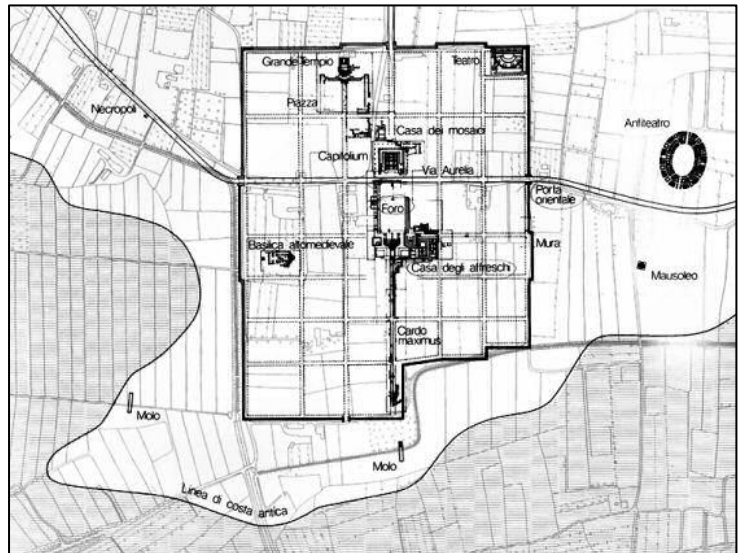 Grande Tempio
Teatro
Piazza
Necropoli
Casa dei mosaici
Anfiteatro
Capitolium
Via Aurelia
Porta
orientale
Foro
Basilica altomedievale
Mura
Casa degli affreschi
Mausoleo
Cardo
maximus
Molo
Molo
Linea di costa antica